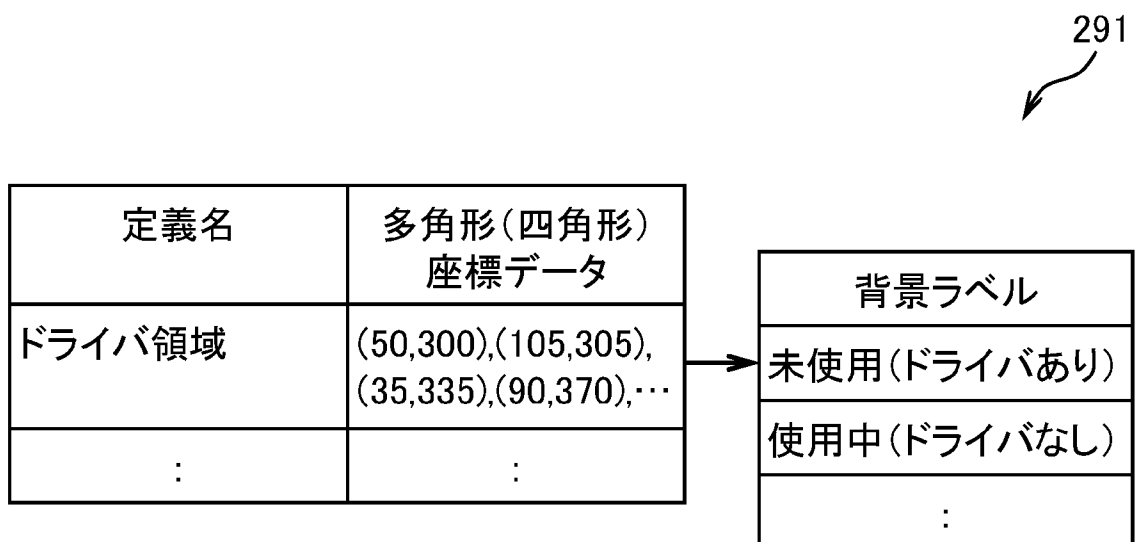 291
定義名
多角形(四角形)
座標データ
ドライバ領域
(50,300),(105,305),
(35,335),(90,370),…
:
:
背景ラベル
未使用(ドライバあり)
使用中(ドライバなし)
: